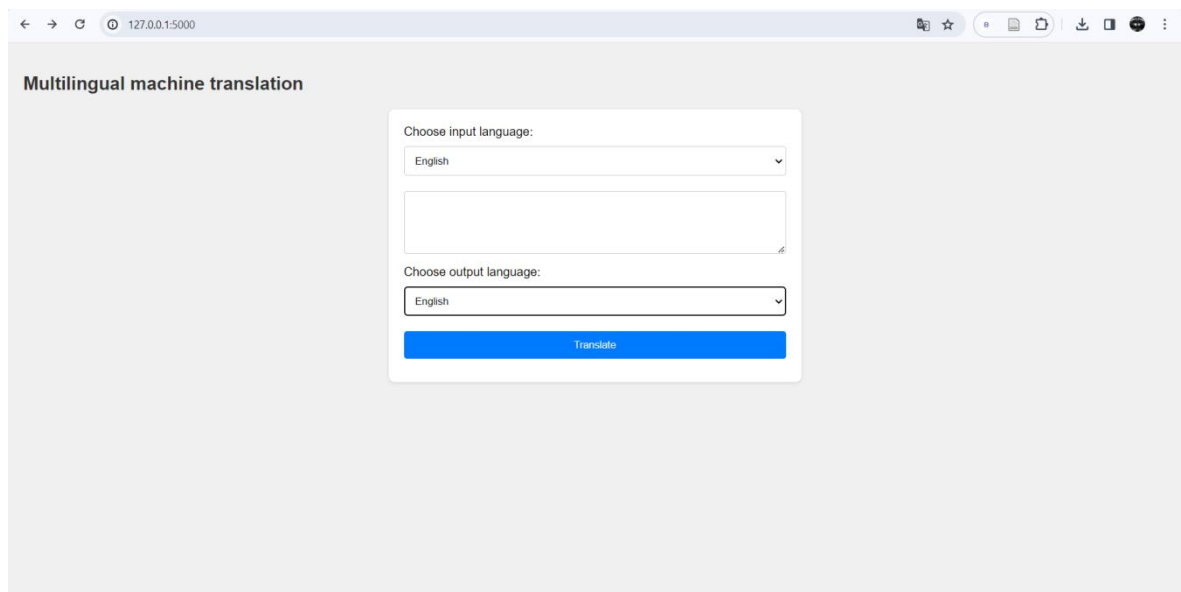 127.0.0.1:5000
Multilingual machine translation
Choose input language:
English
Choose output language:
English
Translate